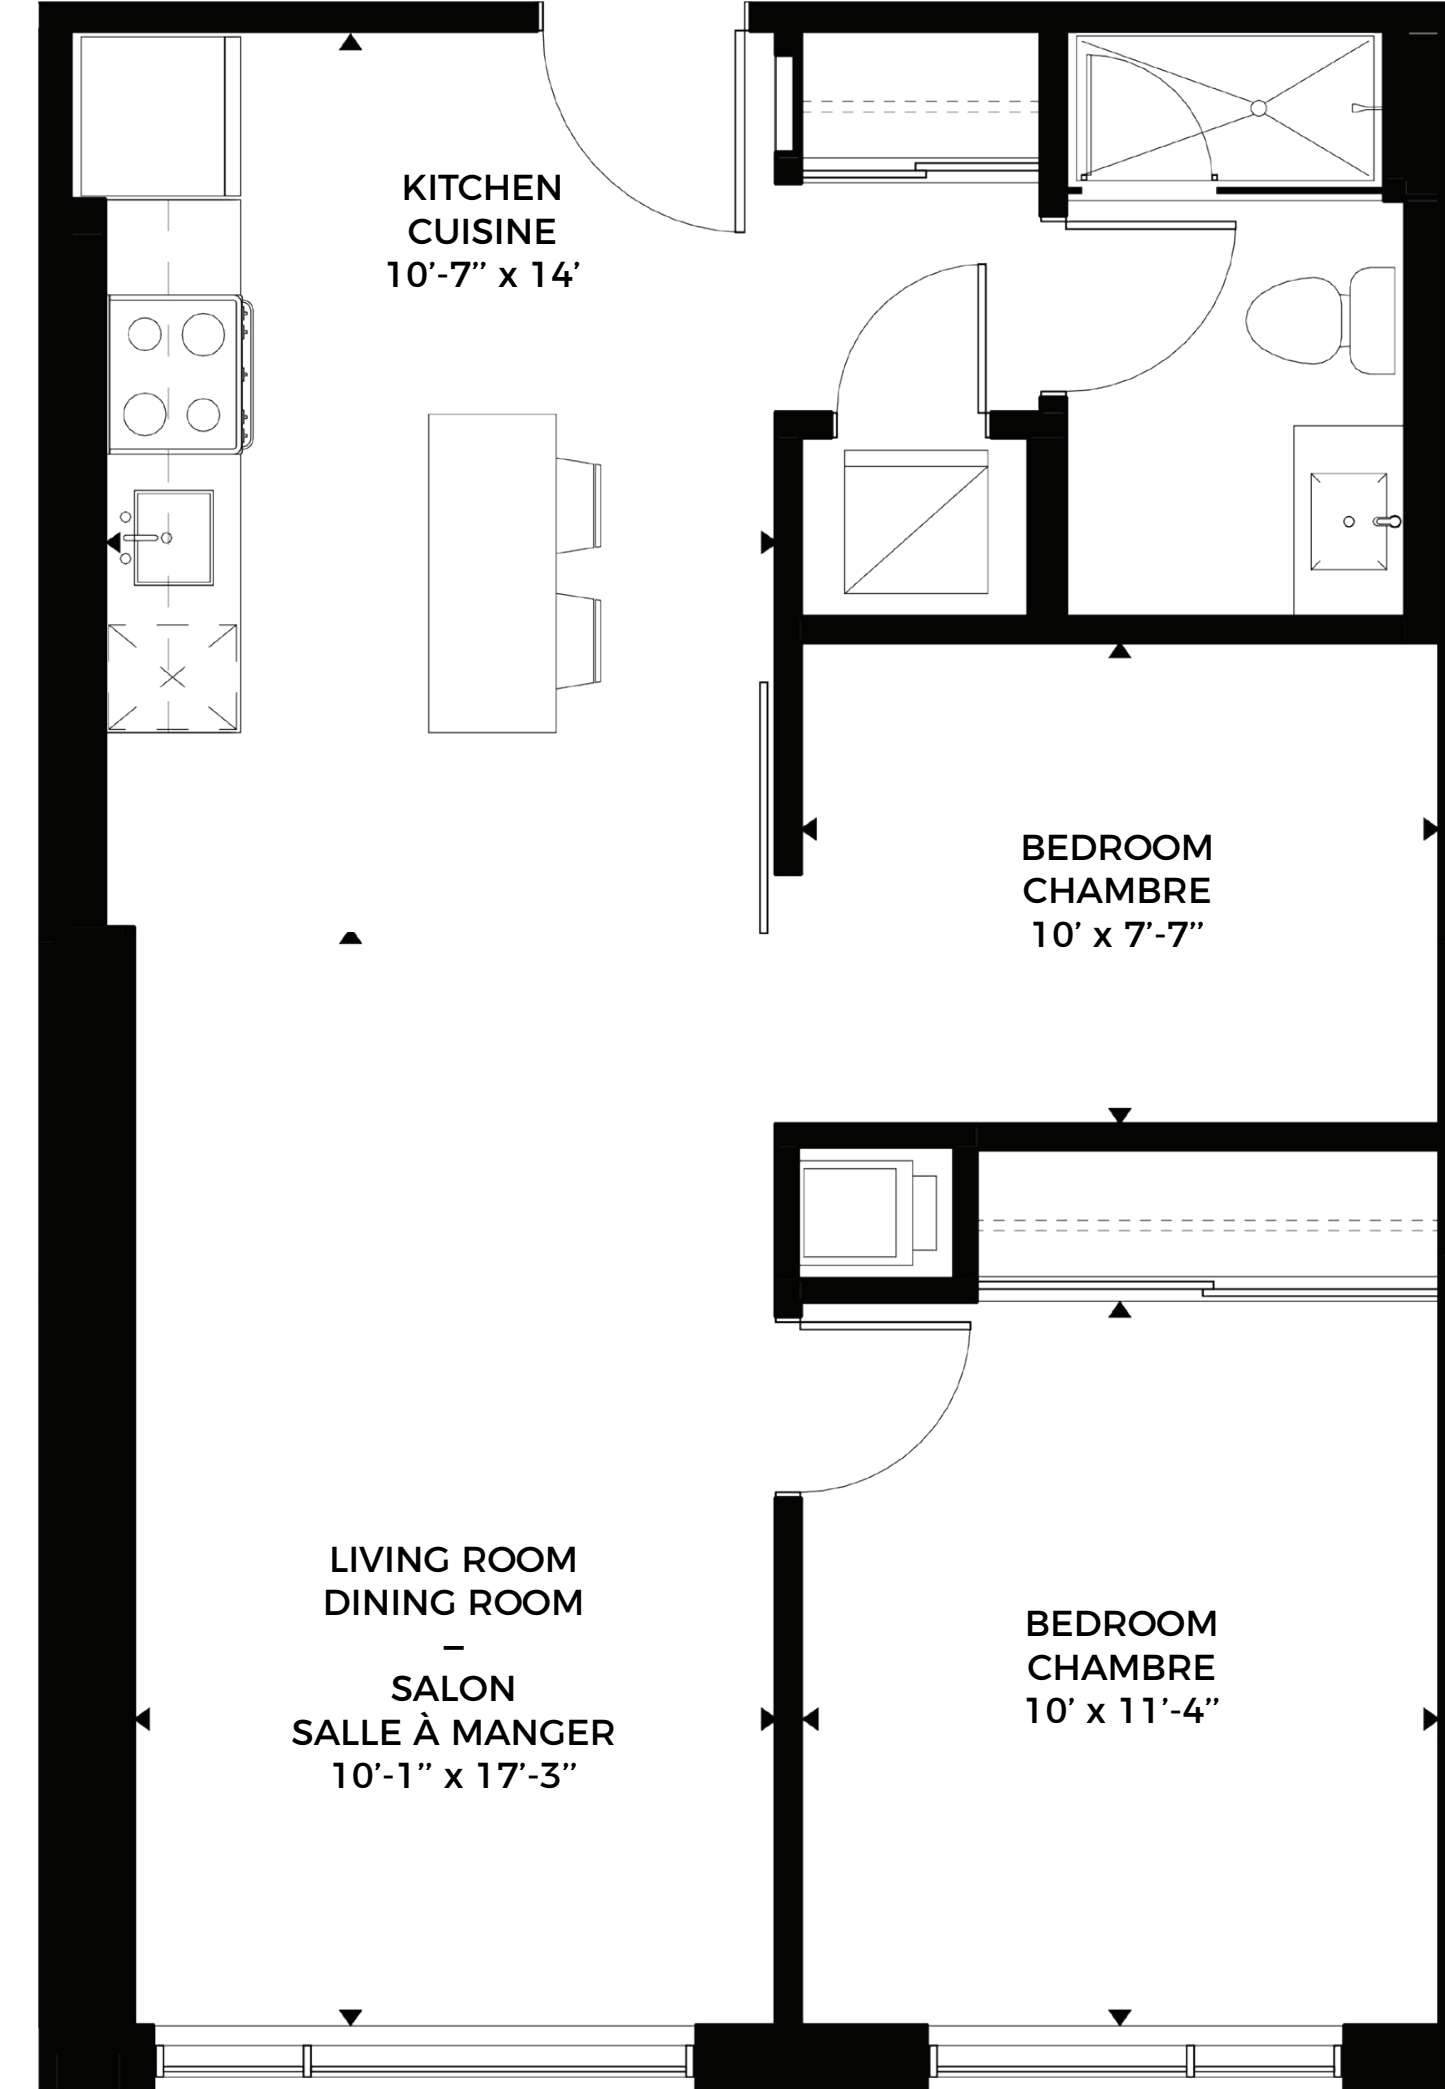 KITCHEN
CUISINE
10’-7’’ x 14’
BEDROOM
CHAMBRE
10’ x 7’-7’’
LIVING ROOM
DINING ROOM
–
SALON
SALLE À MANGER
10’-1’’ x 17’-3’’
BEDROOM
CHAMBRE
10’ x 11’-4’’